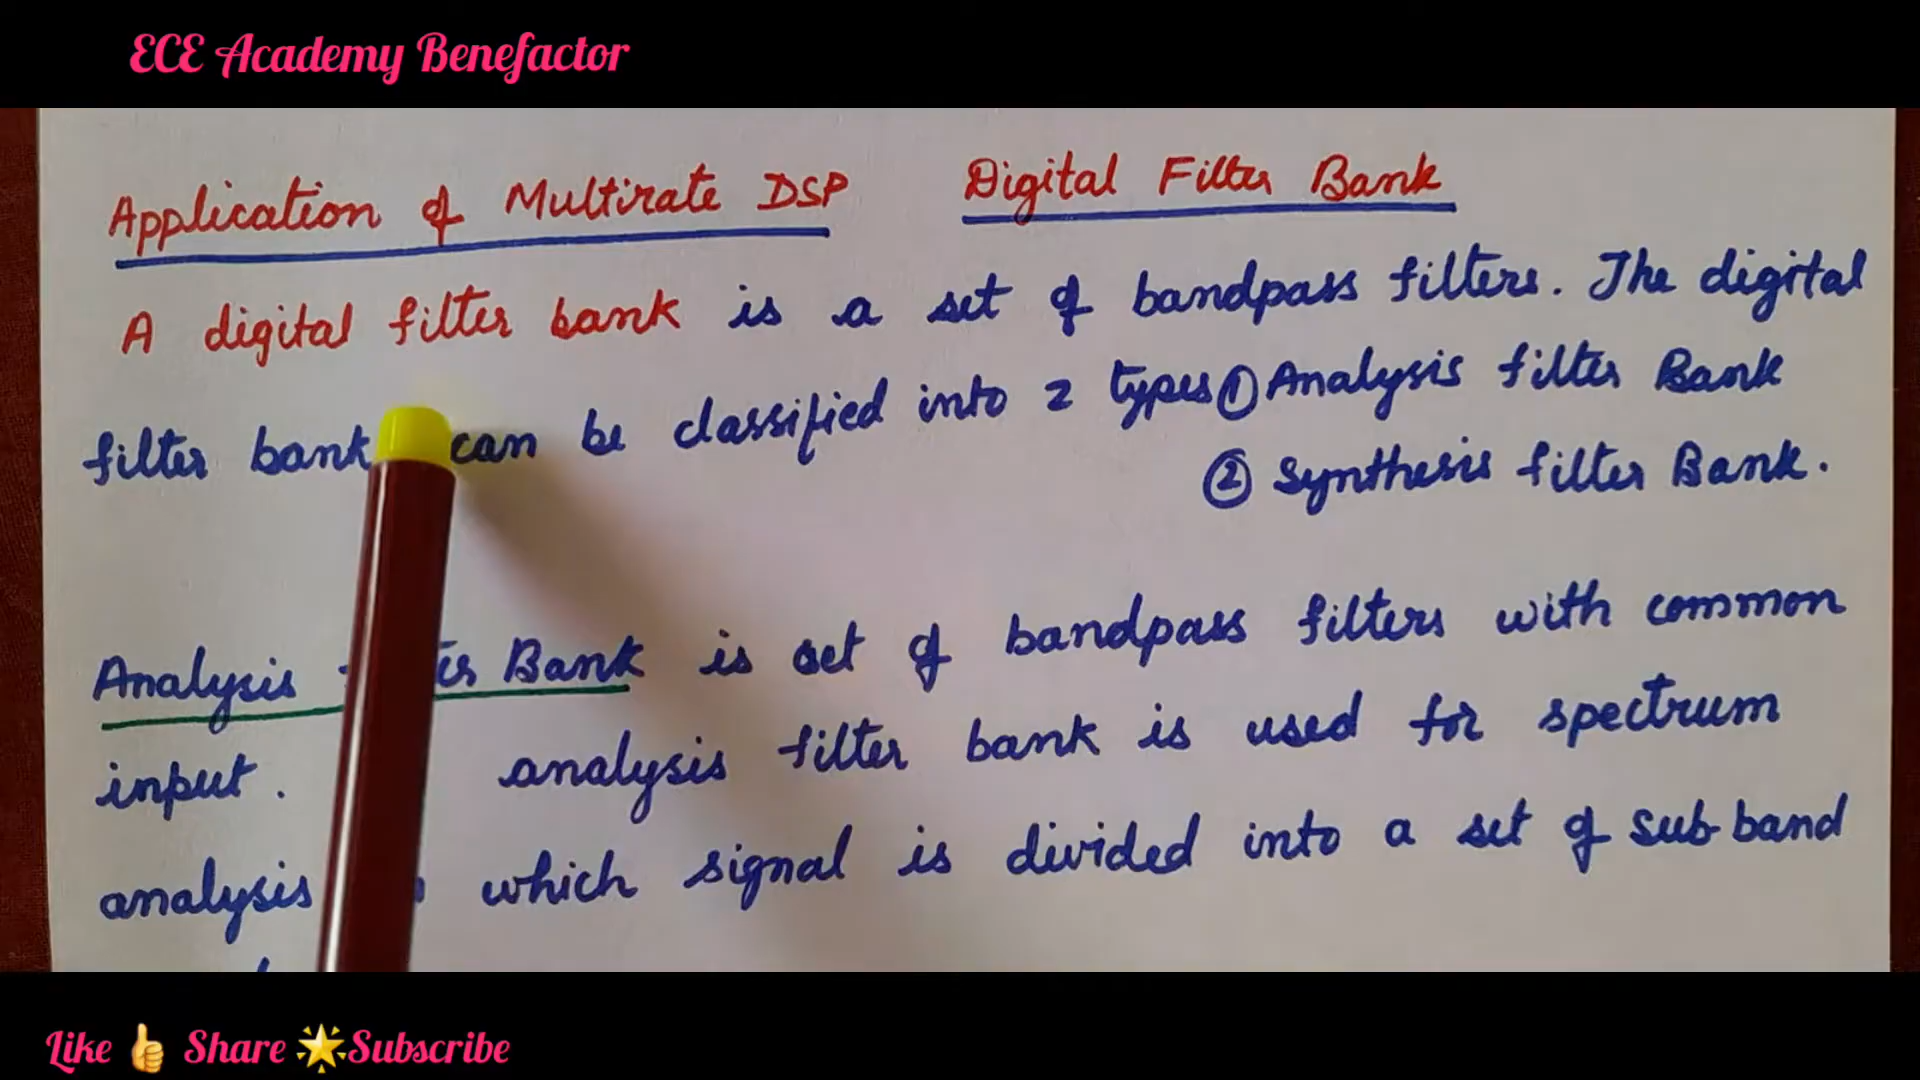 ECE Academy Benefactor
Application of Multirate DSP Digital Filter Bank
A digital filter bank is a set of bandpass filters. The digital
filter bank can be classified into 2 types ① Analysis filter Bank
② Synthesis filter Bank.
Analysis Bank is set of bandpass filters with common
input. analysis filter bank is used for spectrum
analysis which signal is divided into a set of sub-band
Like 👍 Share 🌟Subscribe